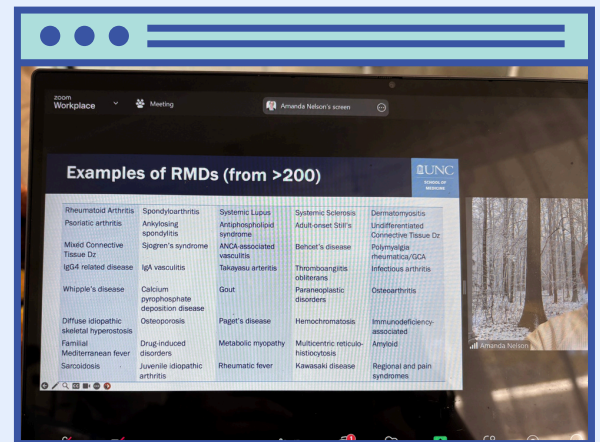 zoom
Workplace
Meeting
Amanda Nelson's screen
Examples of RMDs (from >200)
UNC
SCHOOL OF
MEDICINE
Rheumatoid Arthritis Spondyloarthritis Systemic Lupus Systemic Sclerosis Dermatomyositis
Psoriatic arthritis Ankylosing Antiphospholipid Adult-onset Still's Undifferentiated
spondylitis syndrome Connective Tissue Dz
Mixed Connective Sjogren's syndrome ANCA-associated Behcet's disease Polymyalgia
Tissue Dz vasculitis rheumatica/GCA
IgG4 related disease IgA vasculitis Takayasu arteritis Thromboangiitis Infectious arthritis
obliterans
Whipple's disease Calcium Gout Paraneoplastic Osteoarthritis
pyrophosphate disorders
deposition disease
Diffuse idiopathic Osteoporosis Paget's disease Hemochromatosis Immunodeficiency-
skeletal hyperostosis associated
Familial Drug-induced Metabolic myopathy Multicentric reticulo- Amyloid
Mediterranean fever disorders histiocytosis
Sarcoidosis Juvenile idiopathic Rheumatic fever Kawasaki disease Regional and pain
arthritis syndromes
Amanda Nelson